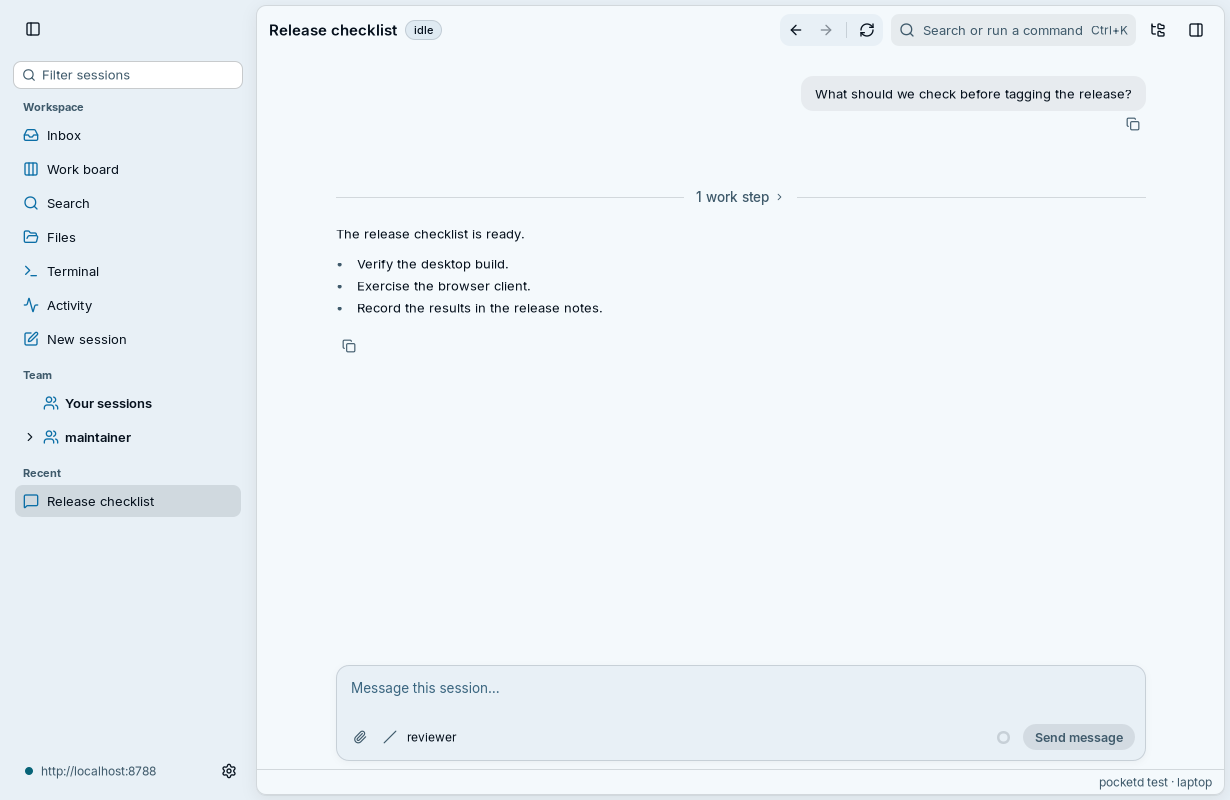 Release checklist
idle
Search or run a command Ctrl+K
Filter sessions
Workspace
Inbox
Work board
Search
Files
Terminal
Activity
New session
Team
Your sessions
maintainer
Recent
Release checklist
http://localhost:8788
What should we check before tagging the release?
1 work step
The release checklist is ready.
• Verify the desktop build.
• Exercise the browser client.
• Record the results in the release notes.
Message this session...
reviewer
Send message
pocketd test · laptop